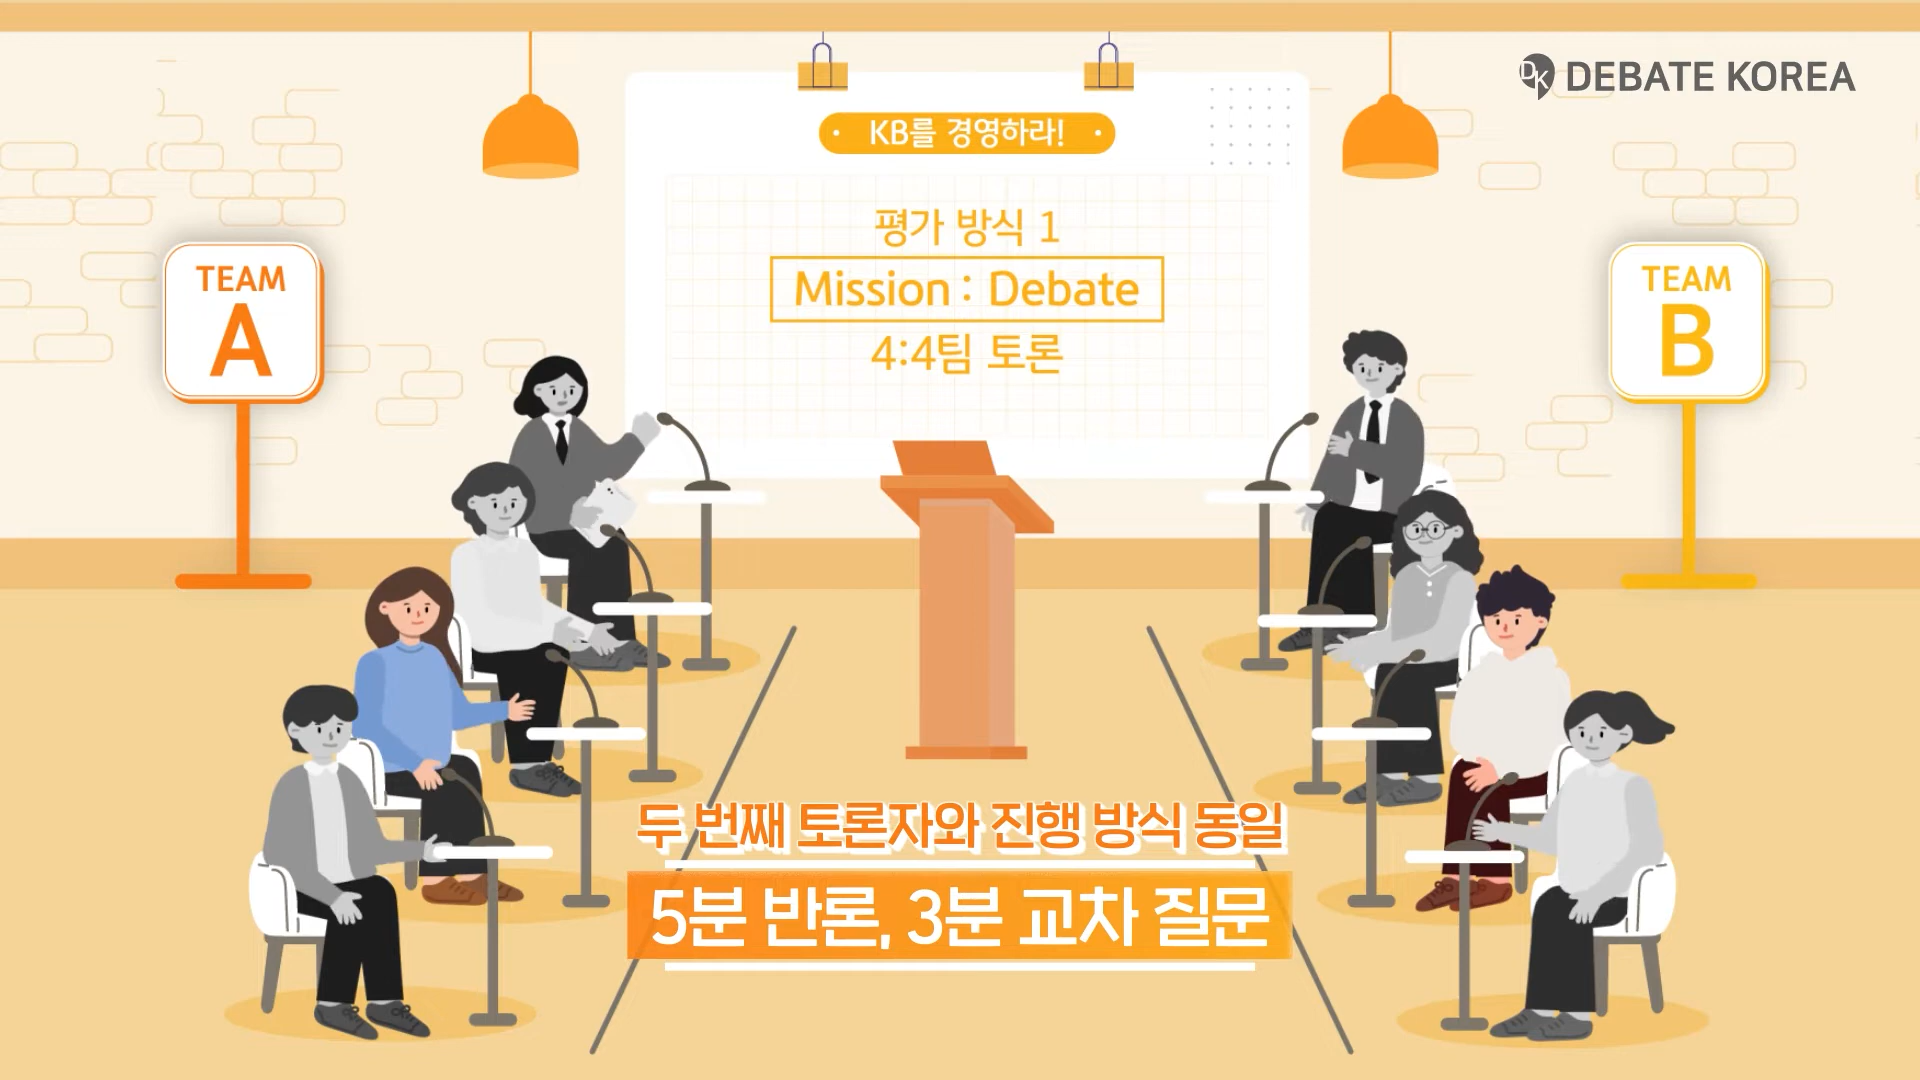 DK DEBATE KOREA
KB를 경영하라!
평가 방식 1
Mission : Debate
4:4팀 토론
TEAM
A
TEAM
B
두 번째 토론자와 진행 방식 동일
5분 반론, 3분 교차 질문